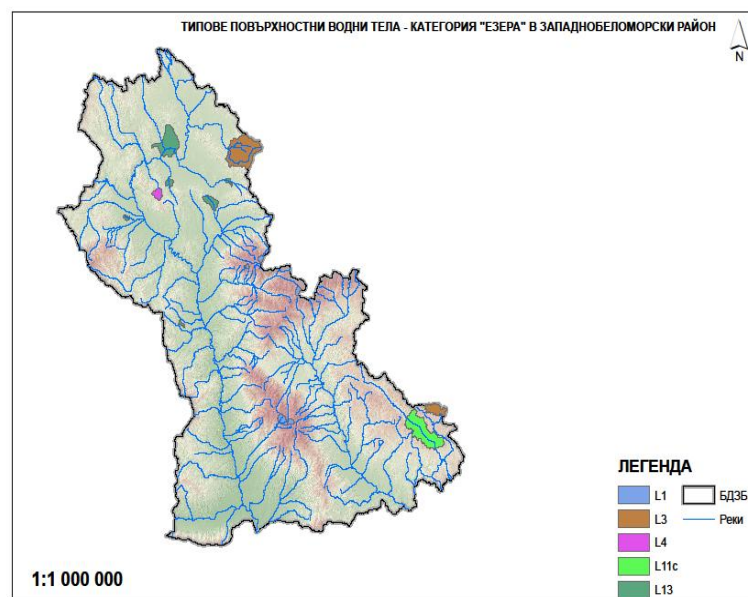 ТИПОВЕ ПОВЪРХНОСТНИ ВОДНИ ТЕЛА - КАТЕГОРИЯ "ЕЗЕРА" В ЗАПАДНОБЕЛОМОРСКИ РАЙОН
N
ЛЕГЕНДА
L1 БДЗБ
L3 Реки
L4
L11c
L13
1:1 000 000